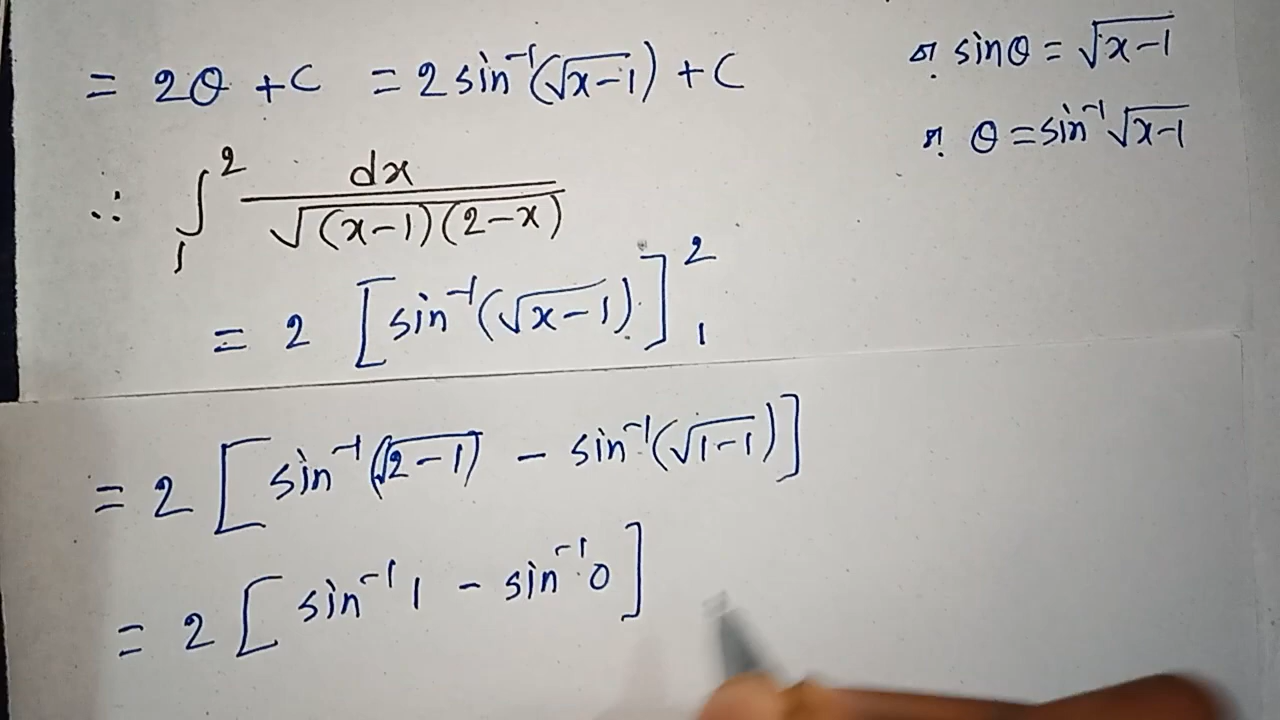 = 2θ + C = 2 sin⁻¹(√x-1) + C
বা, sinθ = √x-1
বা, θ = sin⁻¹√x-1
∴ ∫₁² dx / √(x-1)(2-x)
= 2 [sin⁻¹(√x-1)]₁²
= 2 [sin⁻¹(√2-1) - sin⁻¹(√1-1)]
= 2 [sin⁻¹1 - sin⁻¹0]